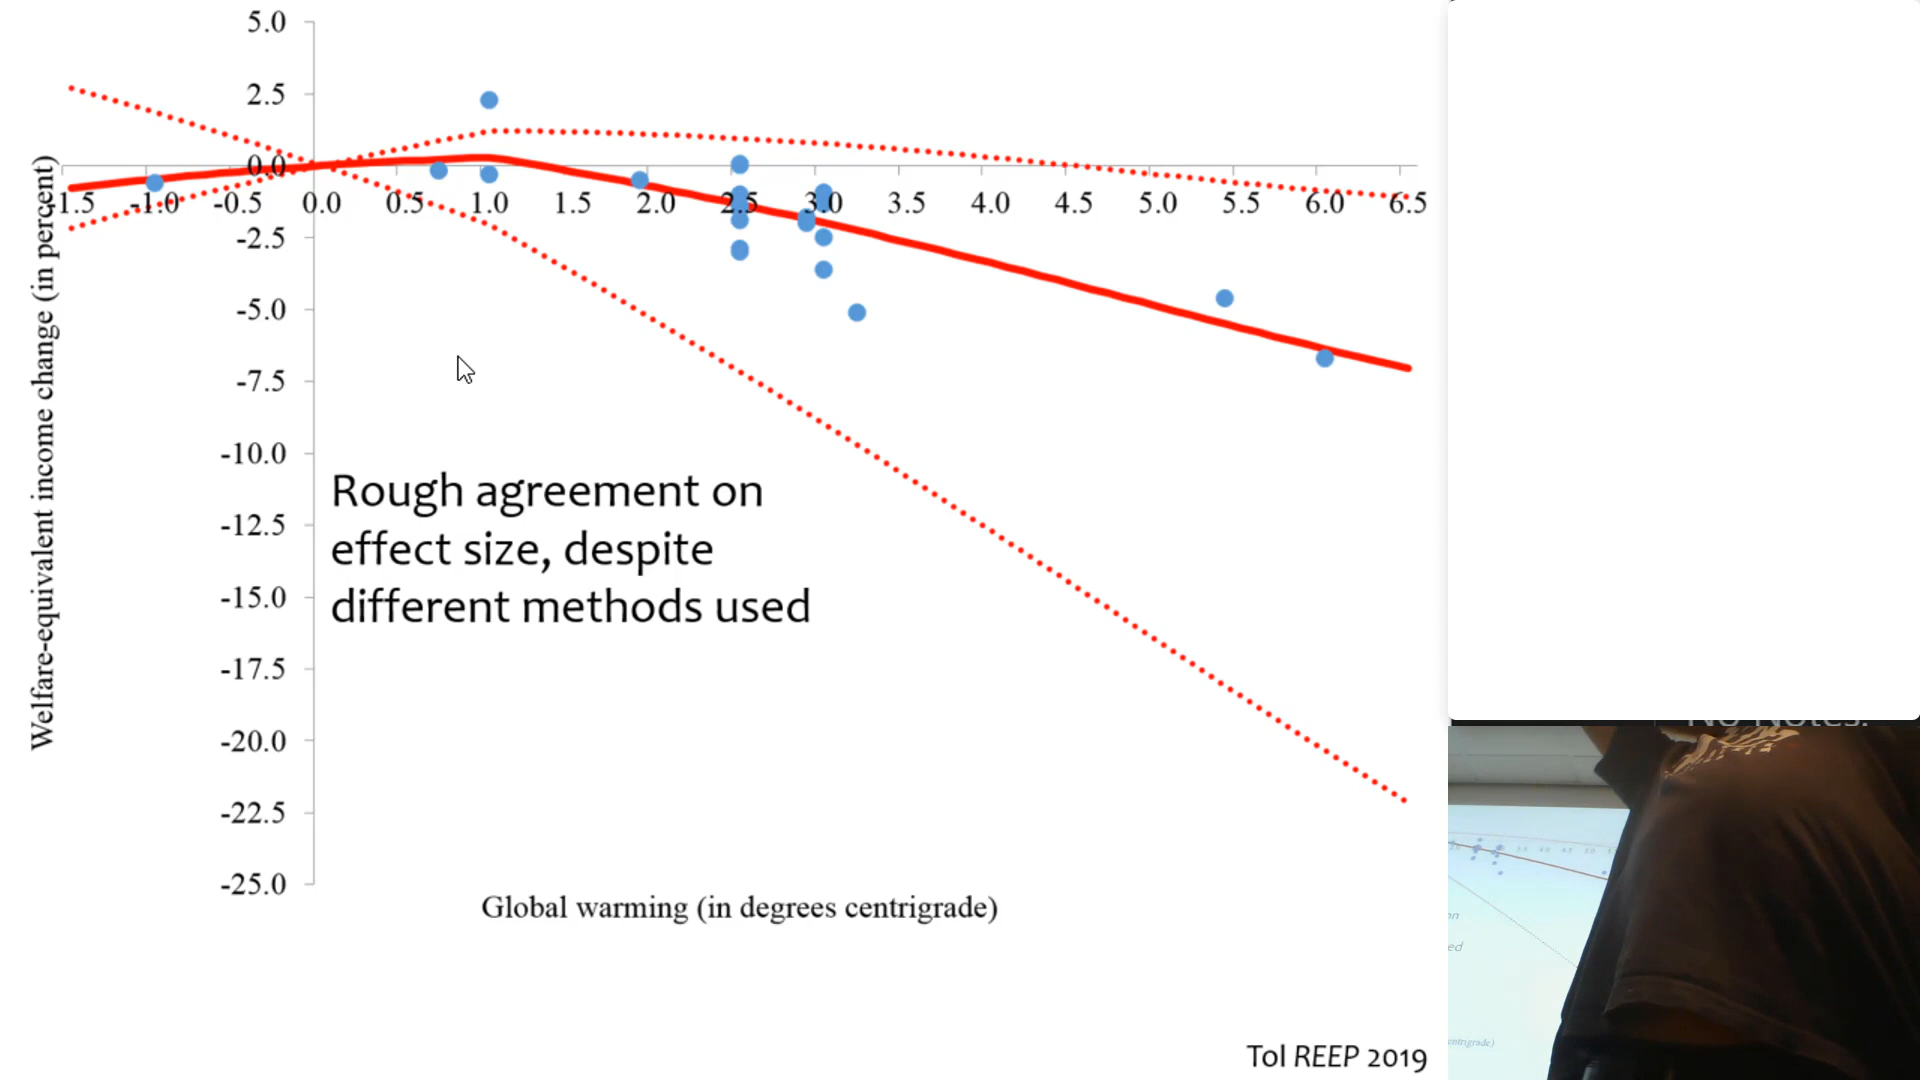 5.0
2.5
0.0
-1.5 -1.0 -0.5 0.0 0.5 1.0 1.5 2.0 2.5 3.0 3.5 4.0 4.5 5.0 5.5 6.0 6.5
-2.5
-5.0
-7.5
-10.0
-12.5
-15.0
-17.5
-20.0
-22.5
-25.0
Welfare-equivalent income change (in percent)
Rough agreement on
effect size, despite
different methods used
Global warming (in degrees centrigrade)
Tol REEP 2019
No Notes.